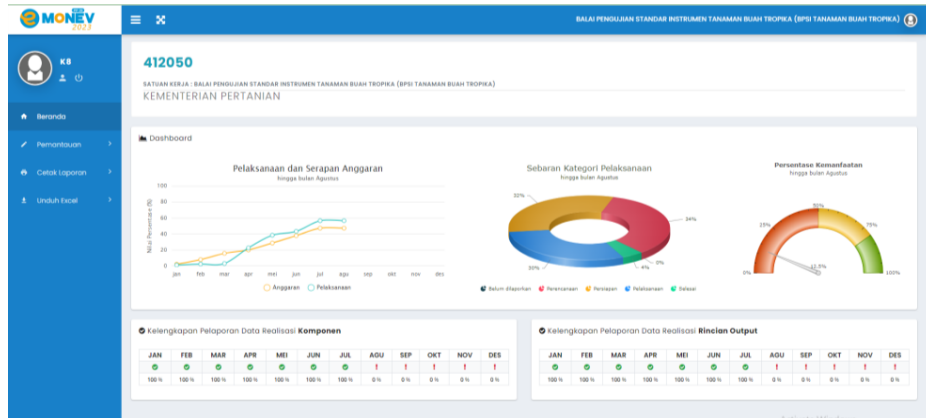 e MONEV
2023
BALAI PENGUJIAN STANDAR INSTRUMEN TANAMAN BUAH TROPIKA (BPSI TANAMAN BUAH TROPIKA)
K8
Beranda
Pemantauan
Cetak Laporan
Unduh Excel
412050
SATUAN KERJA : BALAI PENGUJIAN STANDAR INSTRUMEN TANAMAN BUAH TROPIKA (BPSI TANAMAN BUAH TROPIKA)
KEMENTERIAN PERTANIAN
Dashboard
Pelaksanaan dan Serapan Anggaran
hingga bulan Agustus
Nilai Persentase (%)
100
80
60
40
20
0
jan feb mar apr mei jun jul agu sep okt nov des
Anggaran Pelaksanaan
Sebaran Kategori Pelaksanaan
hingga bulan Agustus
34%
0%
4%
Belum dilaporkan Perencanaan Persiapan Pelaksanaan Selesai
Persentase Kemanfaatan
hingga bulan Agustus
0%
25%
50%
75%
100%
Kelengkapan Pelaporan Data Realisasi Komponen
JAN FEB MAR APR MEI JUN JUL AGU SEP OKT NOV DES
! ! ! ! !
100 % 100 % 100 % 100 % 100 % 100 % 100 % 0 % 0 % 0 % 0 % 0 %
Kelengkapan Pelaporan Data Realisasi Rincian Output
JAN FEB MAR APR MEI JUN JUL AGU SEP OKT NOV DES
! ! ! ! !
100 % 100 % 100 % 100 % 100 % 100 % 100 % 0 % 0 % 0 % 0 % 0 %